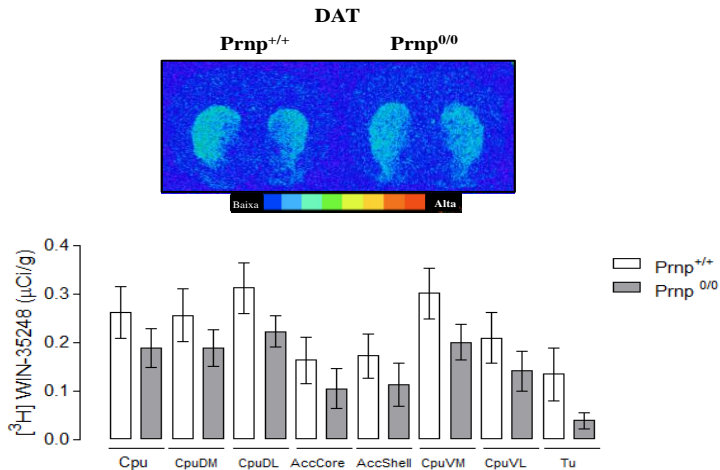 DAT
Prnp+/+ Prnp0/0
Baixa Alta
[3H] WIN-35248 (µCi/g)
0.4
0.3
0.2
0.1
0.0
Prnp+/+
Prnp 0/0
Cpu CpuDM CpuDL AccCore AccShell CpuVM CpuVL Tu